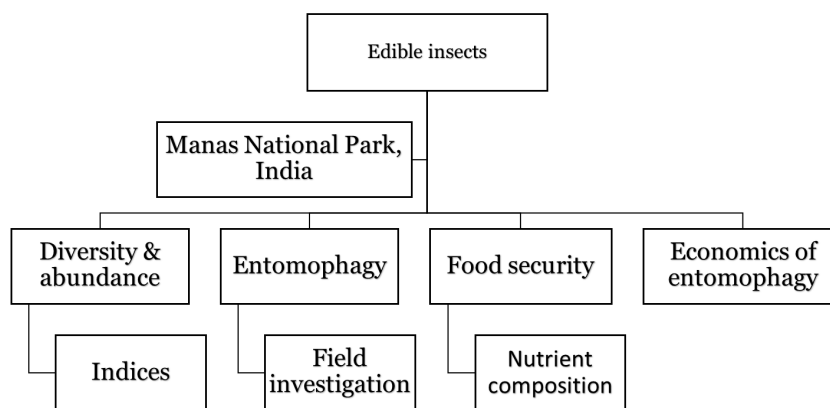 Edible insects
Manas National Park,
India
Diversity &
abundance
Entomophagy
Food security
Economics of
entomophagy
Indices
Field
investigation
Nutrient
composition